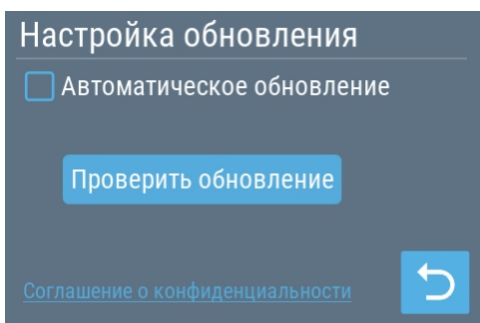 Настройка обновления
Автоматическое обновление
Проверить обновление
Соглашение о конфиденциальности